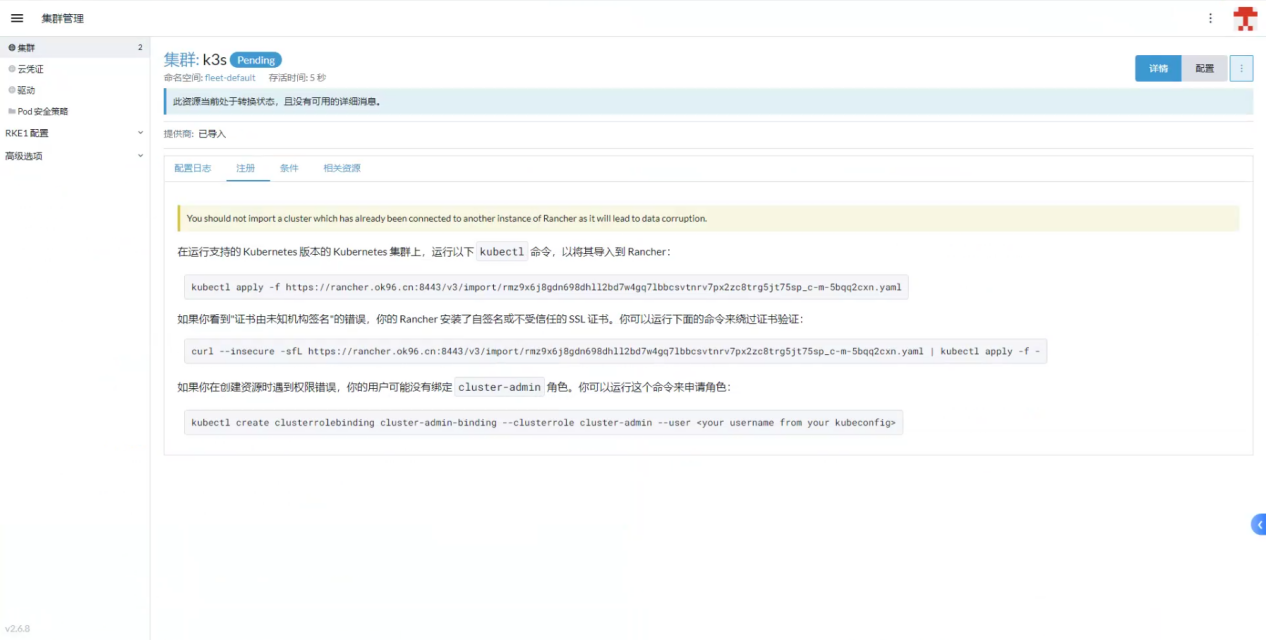 集群管理
集群 2
云凭证
驱动
Pod 安全策略
RKE1 配置
高级选项
v2.6.8
集群: k3s Pending
命名空间: fleet-default 存活时间: 5 秒
详情 配置
此资源当前处于转换状态，且没有可用的详细消息。
提供商: 已导入
配置日志 注册 条件 相关资源
You should not import a cluster which has already been connected to another instance of Rancher as it will lead to data corruption.
在运行支持的 Kubernetes 版本的 Kubernetes 集群上，运行以下 kubectl 命令，以将其导入到 Rancher：
kubectl apply -f https://rancher.ok96.cn:8443/v3/import/rmz9x6j8gdn698dhll2bd7w4gq7lbbcsvtnrv7px2zc8trg5jt75sp_c-m-5bqq2cxn.yaml
如果你看到"证书由未知机构签名"的错误，你的 Rancher 安装了自签名或不受信任的 SSL 证书。你可以运行下面的命令来绕过证书验证：
curl --insecure -sfL https://rancher.ok96.cn:8443/v3/import/rmz9x6j8gdn698dhll2bd7w4gq7lbbcsvtnrv7px2zc8trg5jt75sp_c-m-5bqq2cxn.yaml | kubectl apply -f -
如果你在创建资源时遇到权限错误，你的用户可能没有绑定 cluster-admin 角色。你可以运行这个命令来申请角色：
kubectl create clusterrolebinding cluster-admin-binding --clusterrole cluster-admin --user <your username from your kubeconfig>